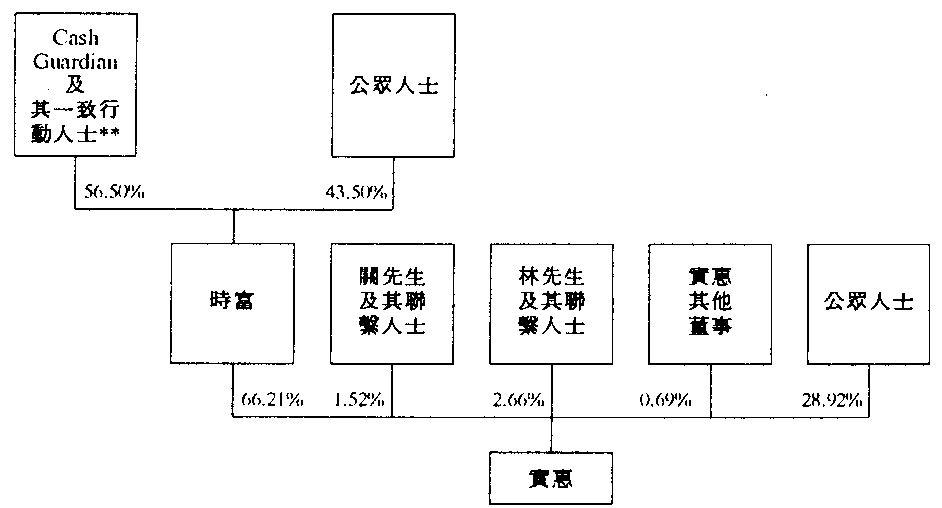 Cash
Guardian
及
其一致行
動人士**
公眾人士
56.50%
43.50%
時富
關先生
及其聯
繫人士
林先生
及其聯
繫人士
實惠
其他
董事
公眾人士
66.21%
1.52%
2.66%
0.69%
28.92%
實惠